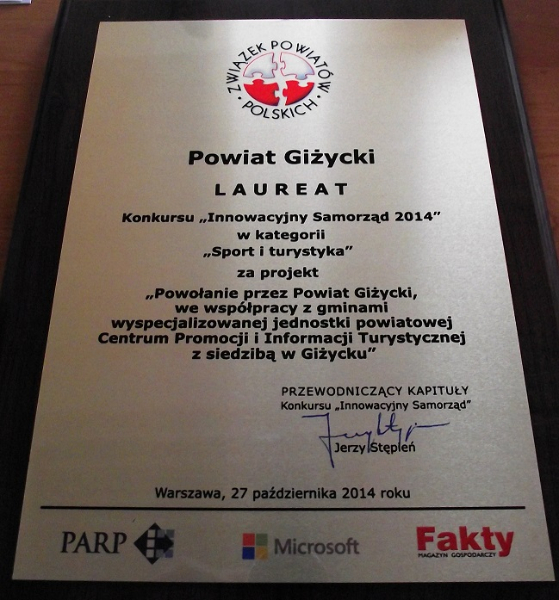 ZWIĄZEK POWIATÓW
· POLSKICH ·
Powiat Giżycki
LAUREAT
Konkursu „Innowacyjny Samorząd 2014”
w kategorii
„Sport i turystyka”
za projekt
„Powołanie przez Powiat Giżycki,
we współpracy z gminami
wyspecjalizowanej jednostki powiatowej
Centrum Promocji i Informacji Turystycznej
z siedzibą w Giżycku”
PRZEWODNICZĄCY KAPITUŁY
Konkursu „Innowacyjny Samorząd”
Jerzy Stępień
Warszawa, 27 października 2014 roku
PARP
Microsoft
Fakty
MAGAZYN GOSPODARCZY